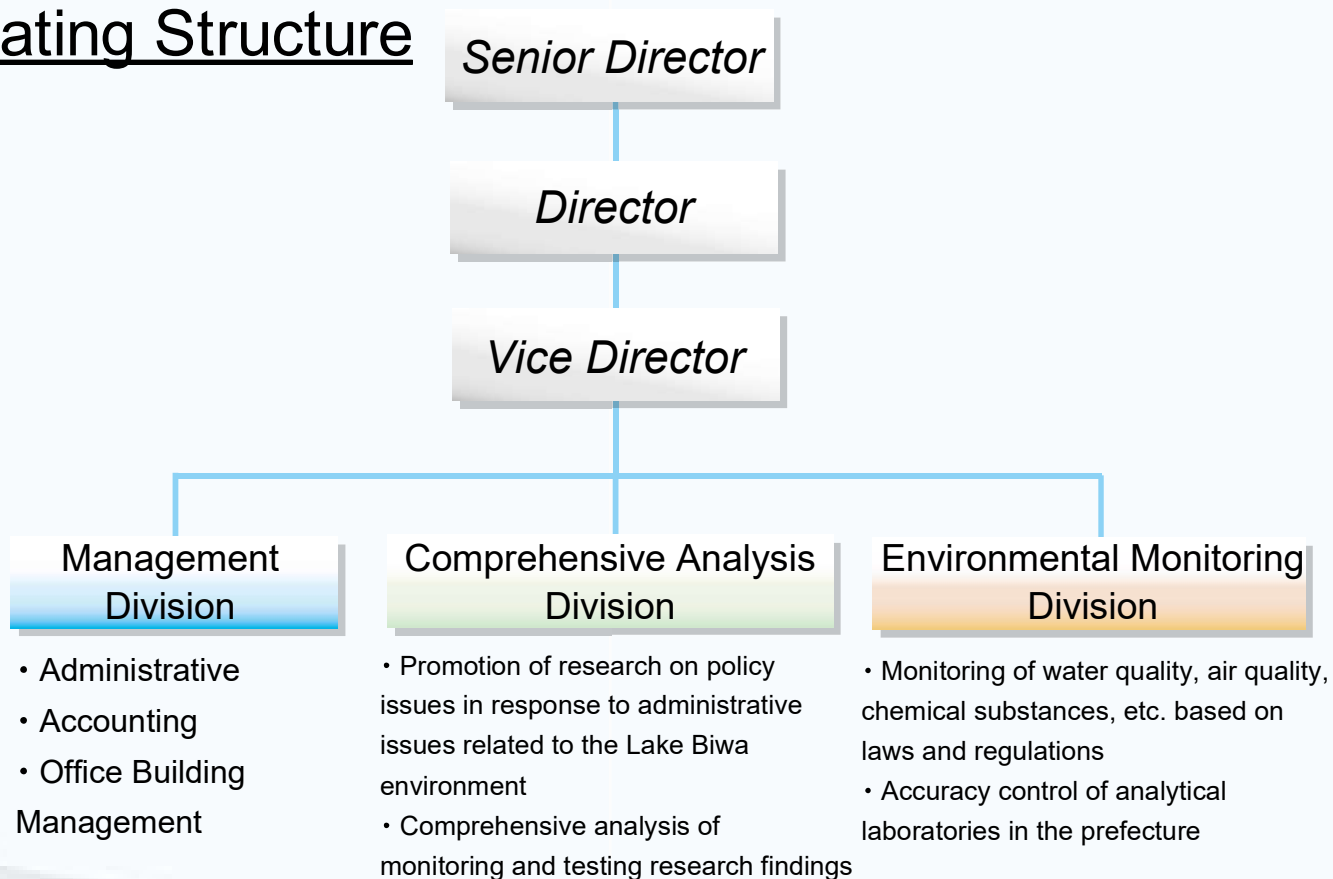 ating Structure
Senior Director
Director
Vice Director
Management
Division
・Administrative
・Accounting
・Office Building
Management
Comprehensive Analysis
Division
・Promotion of research on policy
issues in response to administrative
issues related to the Lake Biwa
environment
・Comprehensive analysis of
monitoring and testing research findings
Environmental Monitoring
Division
・Monitoring of water quality, air quality,
chemical substances, etc. based on
laws and regulations
・Accuracy control of analytical
laboratories in the prefecture